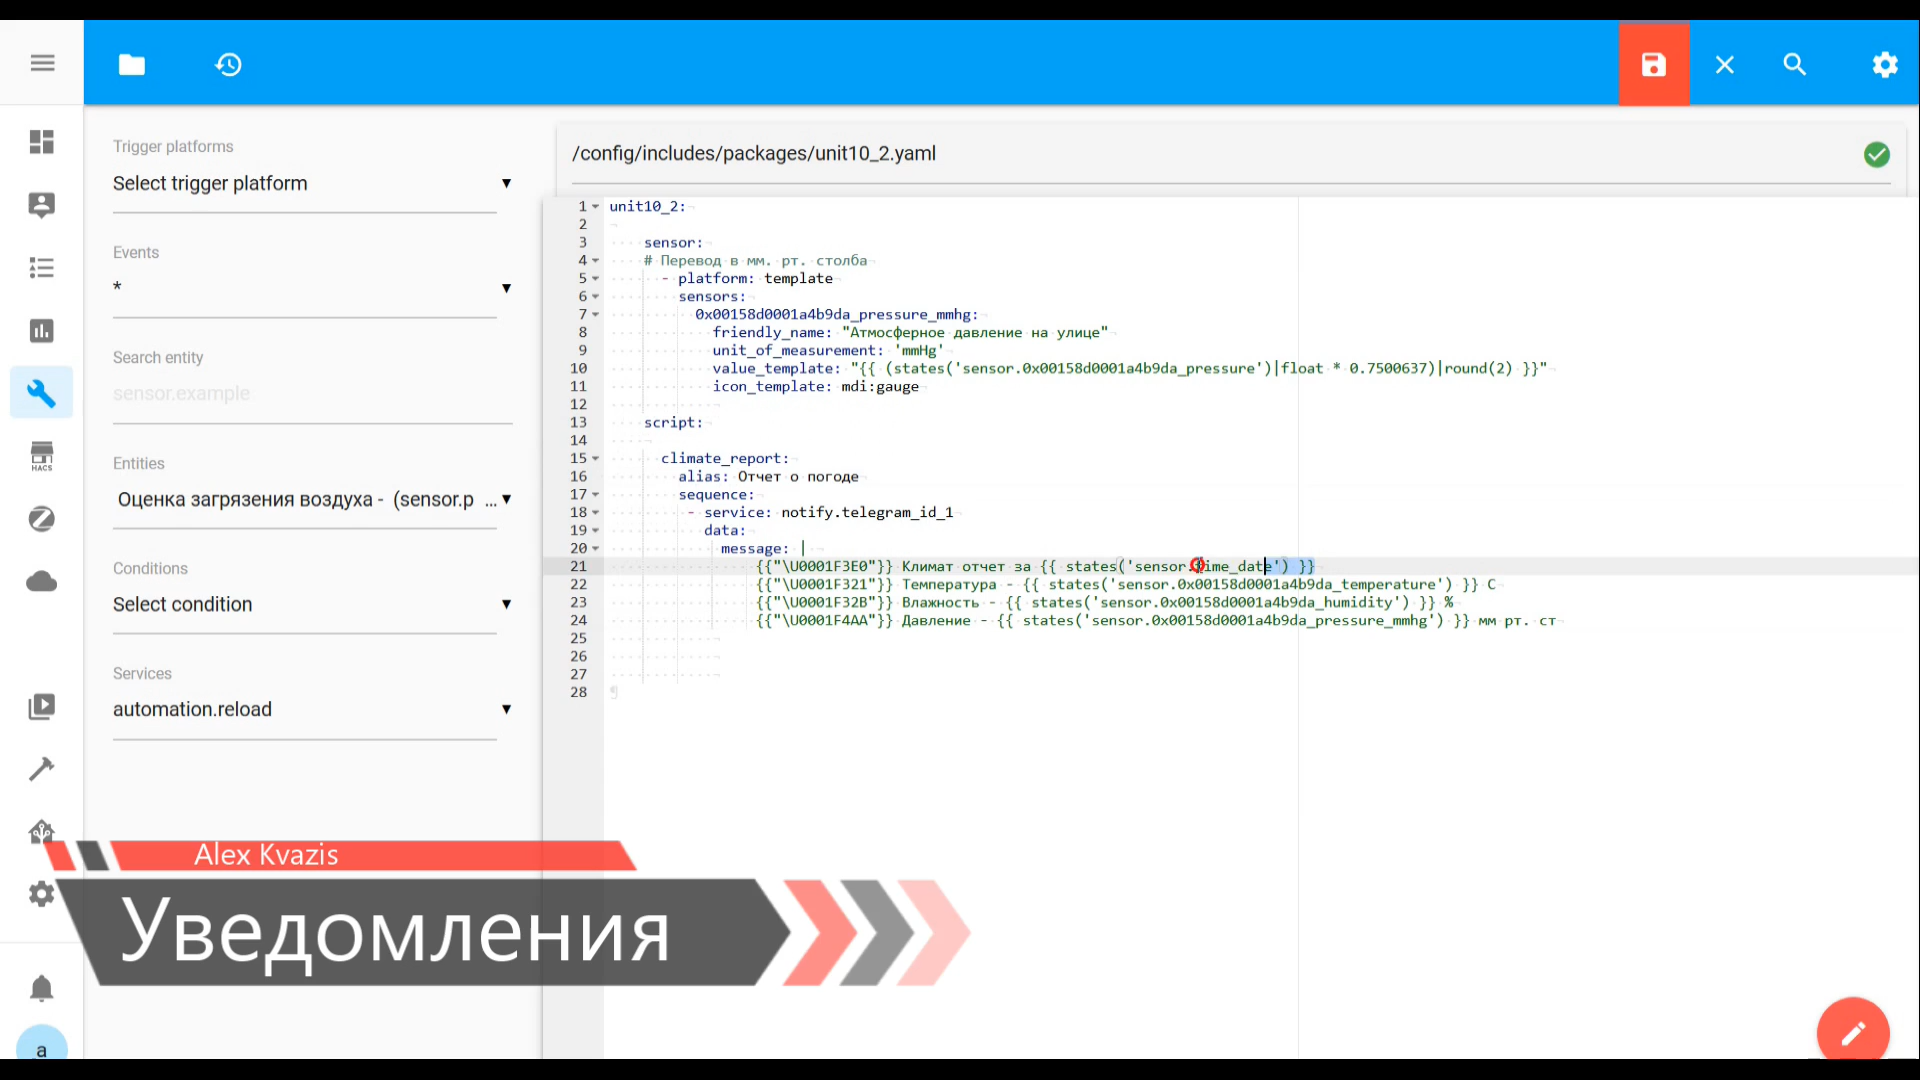 Trigger platforms
Select trigger platform
Events
*
Search entity
sensor.example
Entities
Оценка загрязения воздуха - (sensor.p ...
Conditions
Select condition
Services
automation.reload
HACS
a
/config/includes/packages/unit10_2.yaml
1 unit10_2:
2
3 sensor:
4 # Перевод в мм. рт. столба
5 - platform: template
6 sensors:
7 0x00158d0001a4b9da_pressure_mmhg:
8 friendly_name: "Атмосферное давление на улице"
9 unit_of_measurement: 'mmHg'
10 value_template: "{{ (states('sensor.0x00158d0001a4b9da_pressure')|float * 0.7500637)|round(2) }}"
11 icon_template: mdi:gauge
12
13 script:
14
15 climate_report:
16 alias: Отчет о погоде
17 sequence:
18 - service: notify.telegram_id_1
19 data:
20 message: |
21 {{"\U0001F3E0"}} Климат отчет за {{ states('sensor.time_date') }}
22 {{"\U0001F321"}} Температура - {{ states('sensor.0x00158d0001a4b9da_temperature') }} C
23 {{"\U0001F32B"}} Влажность - {{ states('sensor.0x00158d0001a4b9da_humidity') }} %
24 {{"\U0001F4AA"}} Давление - {{ states('sensor.0x00158d0001a4b9da_pressure_mmhg') }} мм рт. ст
25
26
27
28
Alex Kvazis
Уведомления